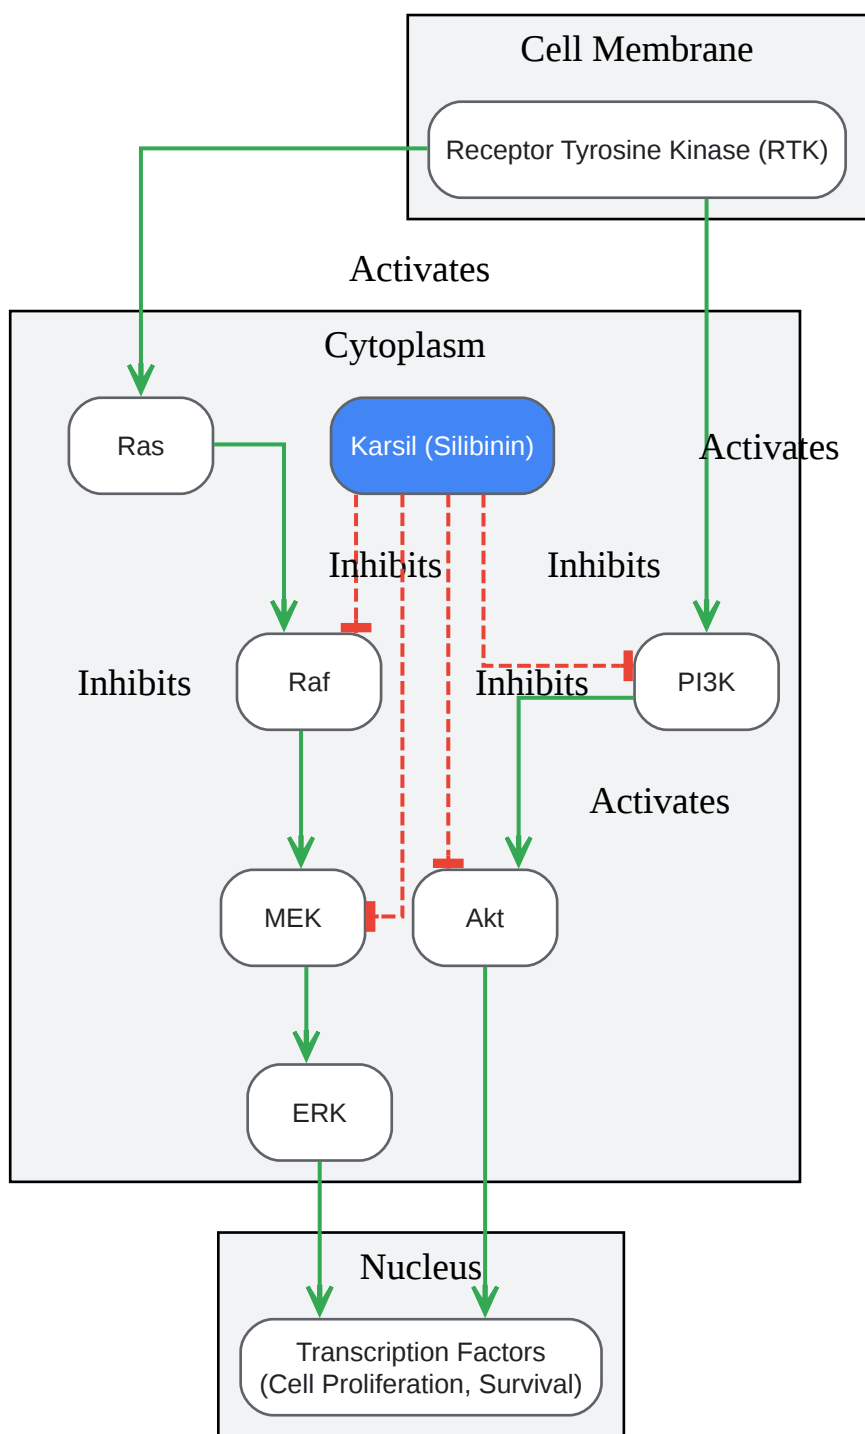 Cell Membrane
Receptor Tyrosine Kinase (RTK)
Activates
Cytoplasm
Ras
Karsil (Silibinin)
Activates
Inhibits
Inhibits
Inhibits
Raf
Inhibits
PI3K
Activates
MEK
Akt
ERK
Nucleus
Transcription Factors
(Cell Proliferation, Survival)